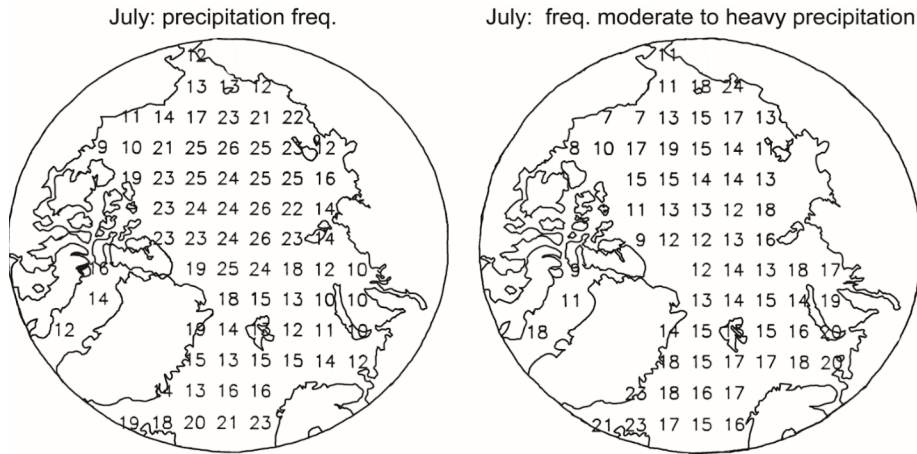 July: precipitation freq. July: freq. moderate to heavy precipitation
12 11
13 13 12 11 18 24
11 14 17 23 21 22 7 7 13 15 17 13
9 10 21 25 26 25 23 12 8 10 17 19 15 14 11
19 23 25 24 25 25 16 15 15 14 14 13
23 24 24 26 22 14 11 13 13 12 18
23 23 24 26 23 14 9 12 12 13 16
16 19 25 24 18 12 10 9 12 14 13 18 17
14 18 15 13 10 10 11 13 14 15 14 19
12 19 14 12 11 10 18 14 15 15 16 20
15 13 15 15 14 12 18 15 17 17 18 20
14 13 16 16 23 18 16 17
19 18 20 21 23 21 23 17 15 16